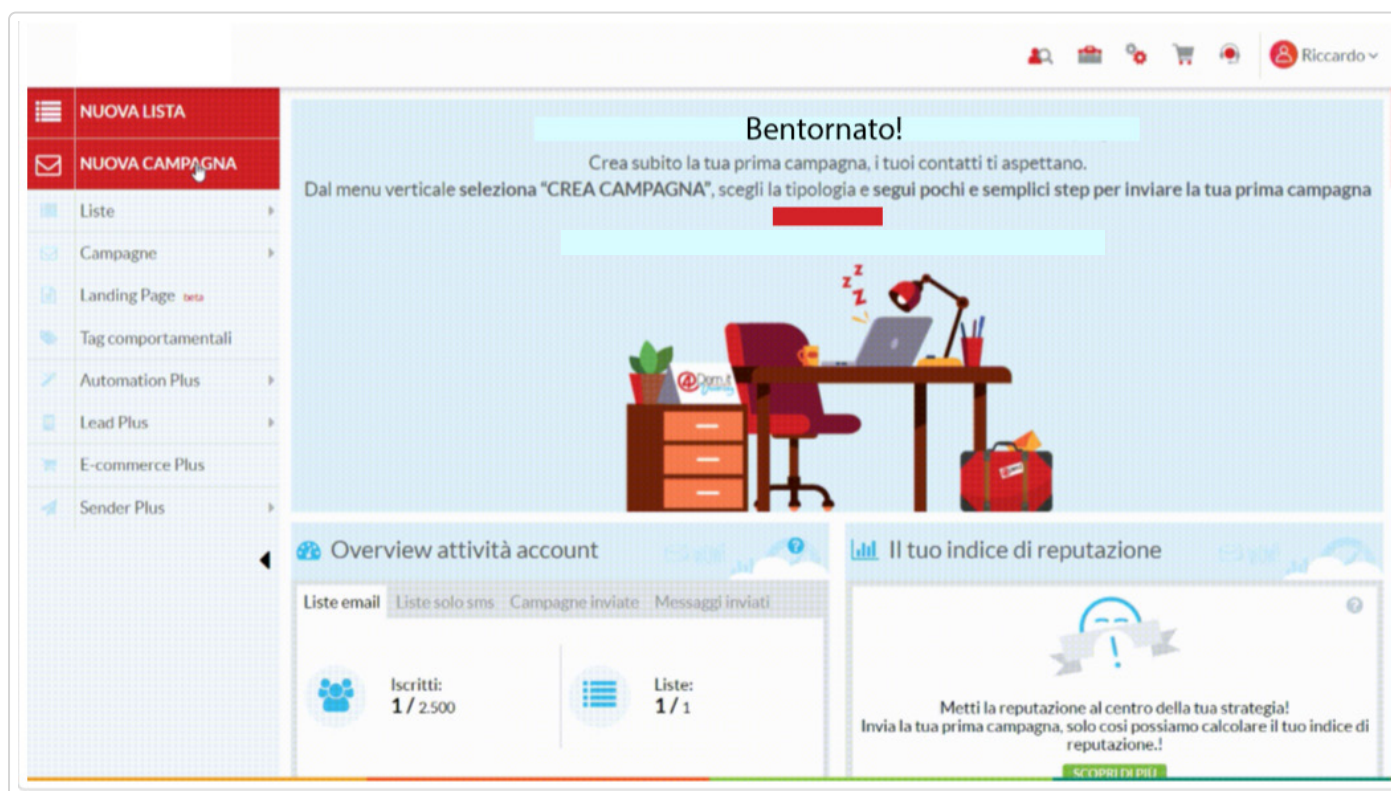 Riccardo
NUOVA LISTA
NUOVA CAMPAGNA
Liste
Campagne
Landing Page beta
Tag comportamentali
Automation Plus
Lead Plus
E-commerce Plus
Sender Plus
Bentornato!
Crea subito la tua prima campagna, i tuoi contatti ti aspettano.
Dal menu verticale seleziona “CREA CAMPAGNA”, scegli la tipologia e segui pochi e semplici step per inviare la tua prima campagna
z z z
4Dem.it
Overview attività account
?
Liste email Liste solo sms Campagne inviate Messaggi inviati
Iscritti:
1 / 2.500
Liste:
1 / 1
Il tuo indice di reputazione
?
Metti la reputazione al centro della tua strategia!
Invia la tua prima campagna, solo cosi possiamo calcolare il tuo indice di
reputazione.!
SCOPRI DI PIÙ